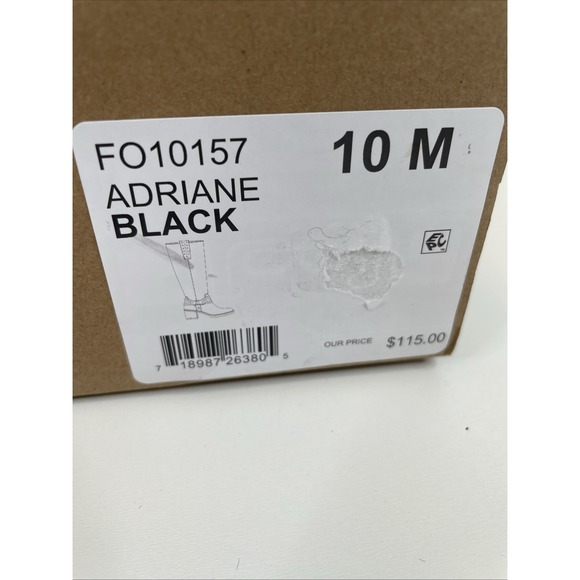 FO10157
10 M
ADRIANE
BLACK
OUR PRICE $115.00
7 18987 26380 5